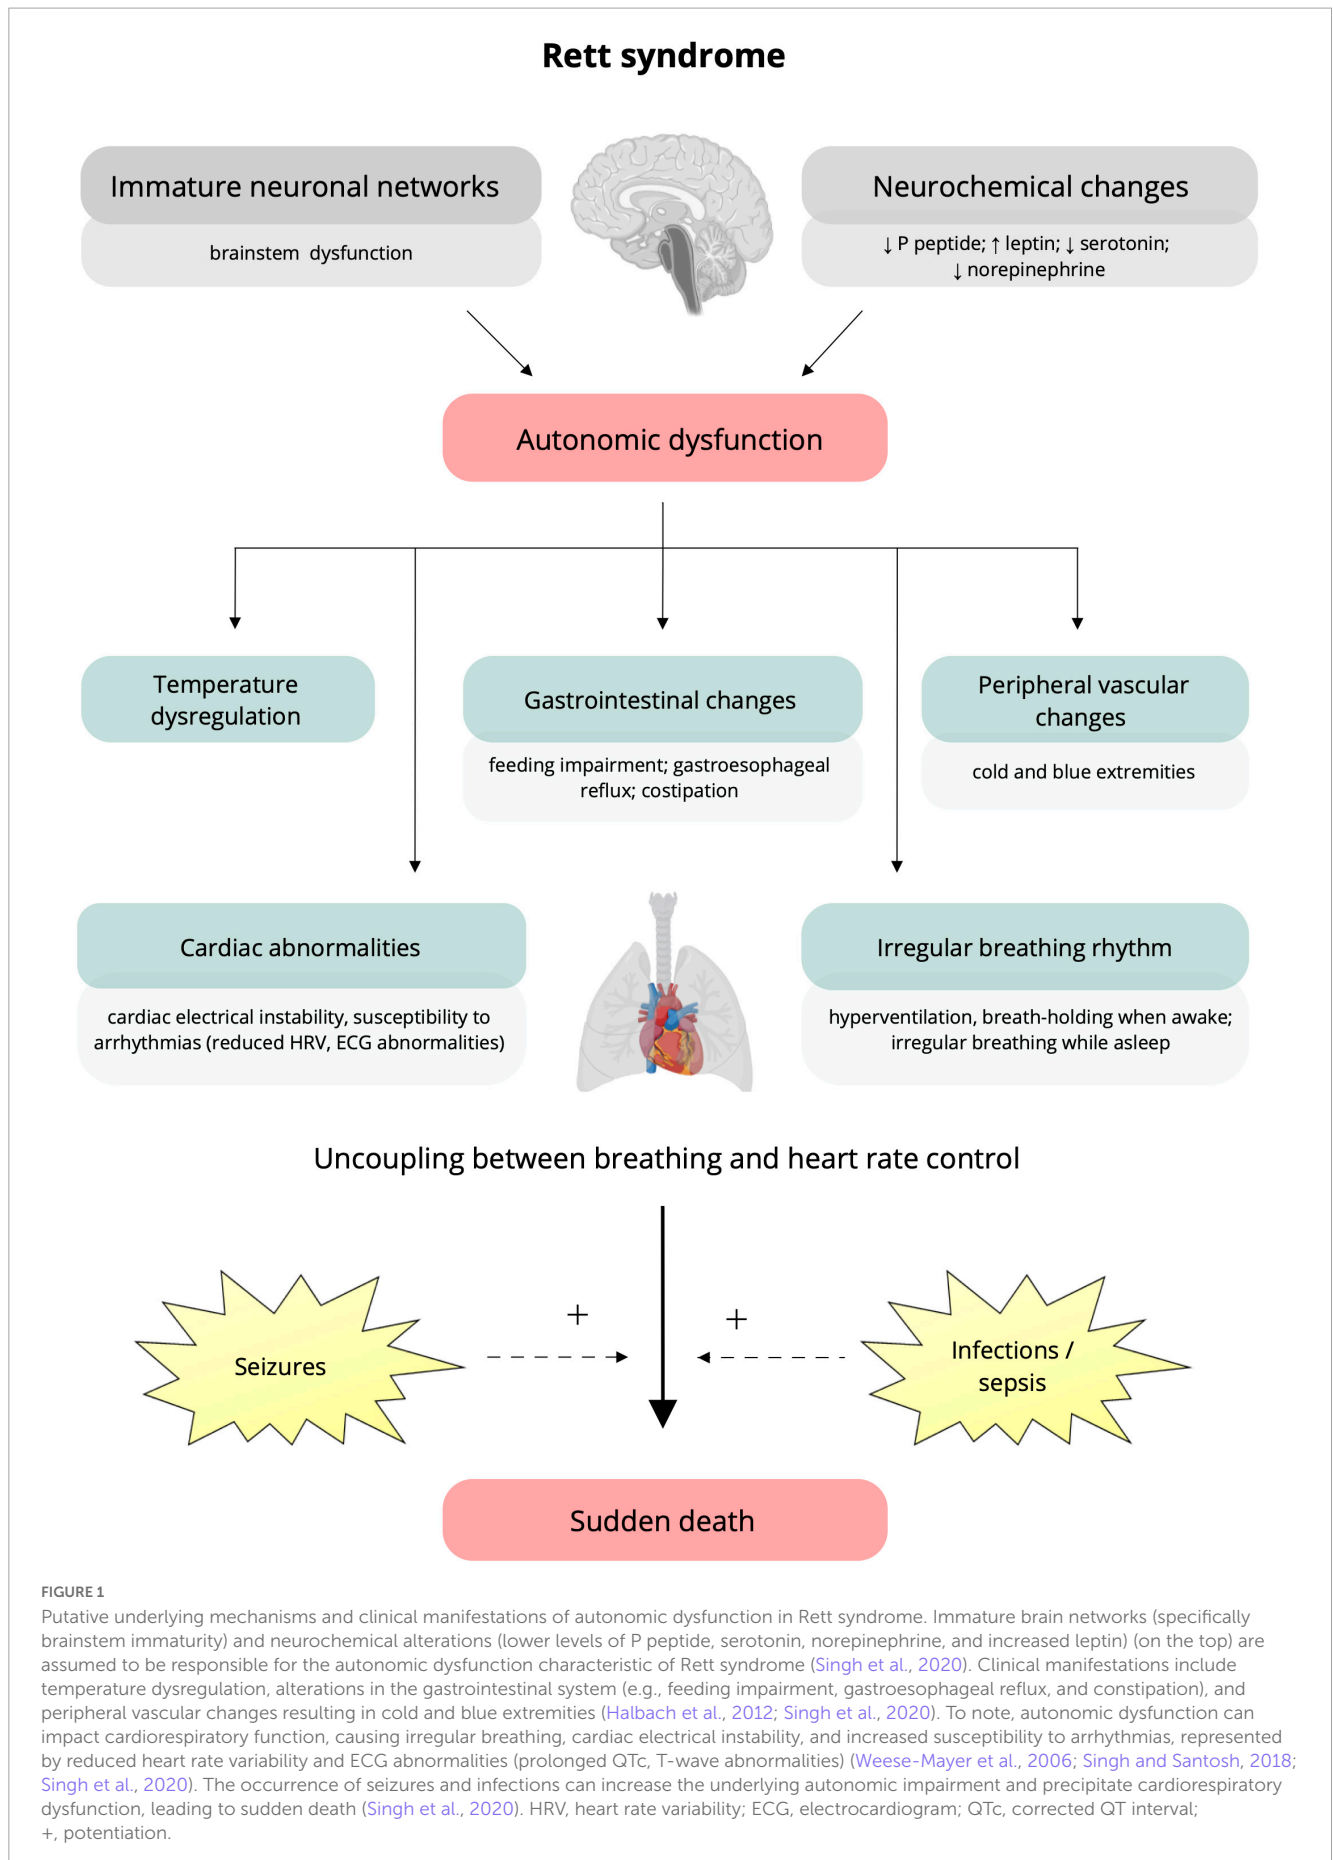 Rett syndrome
Immature neuronal networks
brainstem dysfunction
Neurochemical changes
↓ P peptide; ↑ leptin; ↓ serotonin;
↓ norepinephrine
Autonomic dysfunction
Temperature
dysregulation
Gastrointestinal changes
feeding impairment; gastroesophageal
reflux; costipation
Peripheral vascular
changes
cold and blue extremities
Cardiac abnormalities
cardiac electrical instability, susceptibility to
arrhythmias (reduced HRV, ECG abnormalities)
Irregular breathing rhythm
hyperventilation, breath-holding when awake;
irregular breathing while asleep
Uncoupling between breathing and heart rate control
Seizures
+
+
Infections /
sepsis
Sudden death
FIGURE 1
Putative underlying mechanisms and clinical manifestations of autonomic dysfunction in Rett syndrome. Immature brain networks (specifically
brainstem immaturity) and neurochemical alterations (lower levels of P peptide, serotonin, norepinephrine, and increased leptin) (on the top) are
assumed to be responsible for the autonomic dysfunction characteristic of Rett syndrome (Singh et al., 2020). Clinical manifestations include
temperature dysregulation, alterations in the gastrointestinal system (e.g., feeding impairment, gastroesophageal reflux, and constipation), and
peripheral vascular changes resulting in cold and blue extremities (Halbach et al., 2012; Singh et al., 2020). To note, autonomic dysfunction can
impact cardiorespiratory function, causing irregular breathing, cardiac electrical instability, and increased susceptibility to arrhythmias, represented
by reduced heart rate variability and ECG abnormalities (prolonged QTc, T-wave abnormalities) (Weese-Mayer et al., 2006; Singh and Santosh, 2018;
Singh et al., 2020). The occurrence of seizures and infections can increase the underlying autonomic impairment and precipitate cardiorespiratory
dysfunction, leading to sudden death (Singh et al., 2020). HRV, heart rate variability; ECG, electrocardiogram; QTc, corrected QT interval;
+, potentiation.